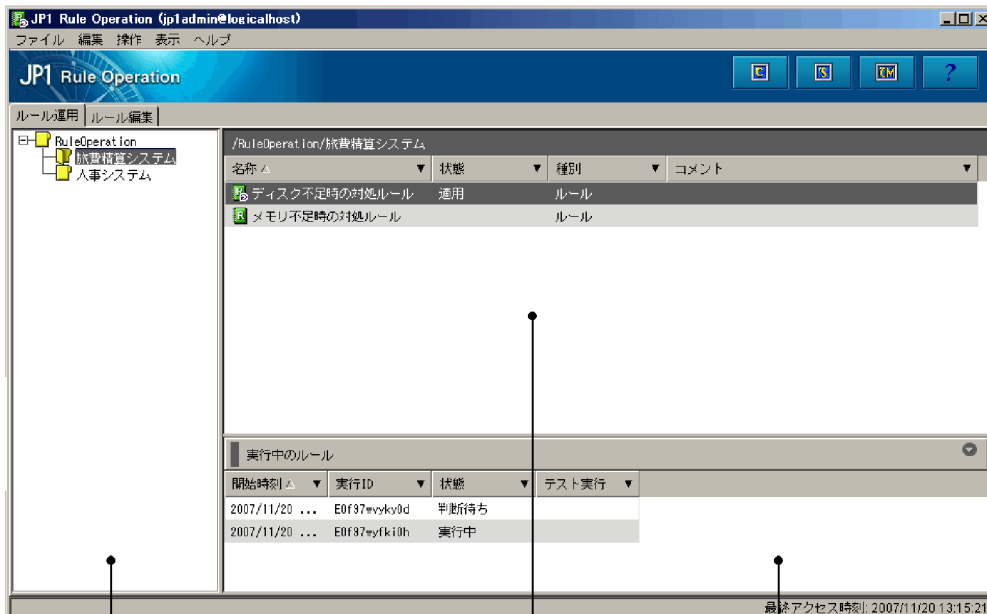 JP1 Rule Operation (jp1admin@logicalhost)
ファイル 編集 操作 表示 ヘルプ
JP1 Rule Operation
C S TM ?
ルール運用 ルール編集
RuleOperation
旅費精算システム
人事システム
/RuleOperation/旅費精算システム
名称 状態 種別 コメント
ディスク不足時の対処ルール 適用 ルール
R メモリ不足時の対処ルール ルール
実行中のルール
開始時刻 実行ID 状態 テスト実行
2007/11/20 ... 判断待ち
2007/11/20 ... 実行中
最終アクセス時刻: 2007/11/20 13:15:21